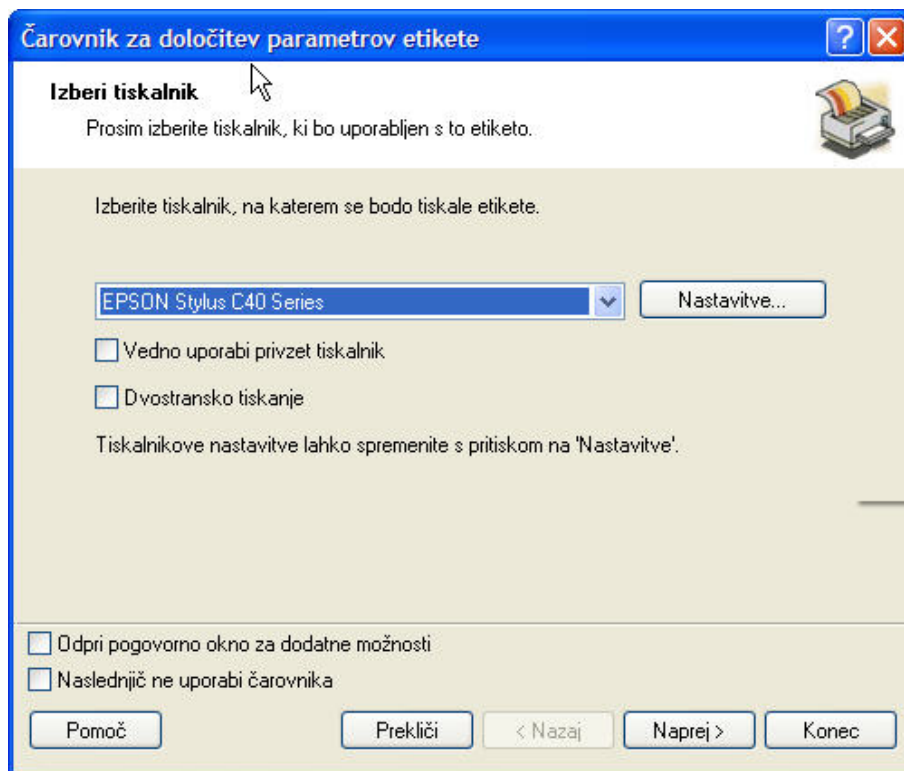 Čarovnik za določitev parametrov etikete
Izberi tiskalnik
Prosim izberite tiskalnik, ki bo uporabljen s to etiketo.
Izberite tiskalnik, na katerem se bodo tiskale etikete.
EPSON Stylus C40 Series
Nastavitve...
Vedno uporabi privzet tiskalnik
Dvostransko tiskanje
Tiskalnikove nastavitve lahko spremenite s pritiskom na 'Nastavitve'.
Odpri pogovorno okno za dodatne možnosti
Naslednjič ne uporabi čarovnika
Pomoč
Prekliči
< Nazaj
Naprej >
Konec